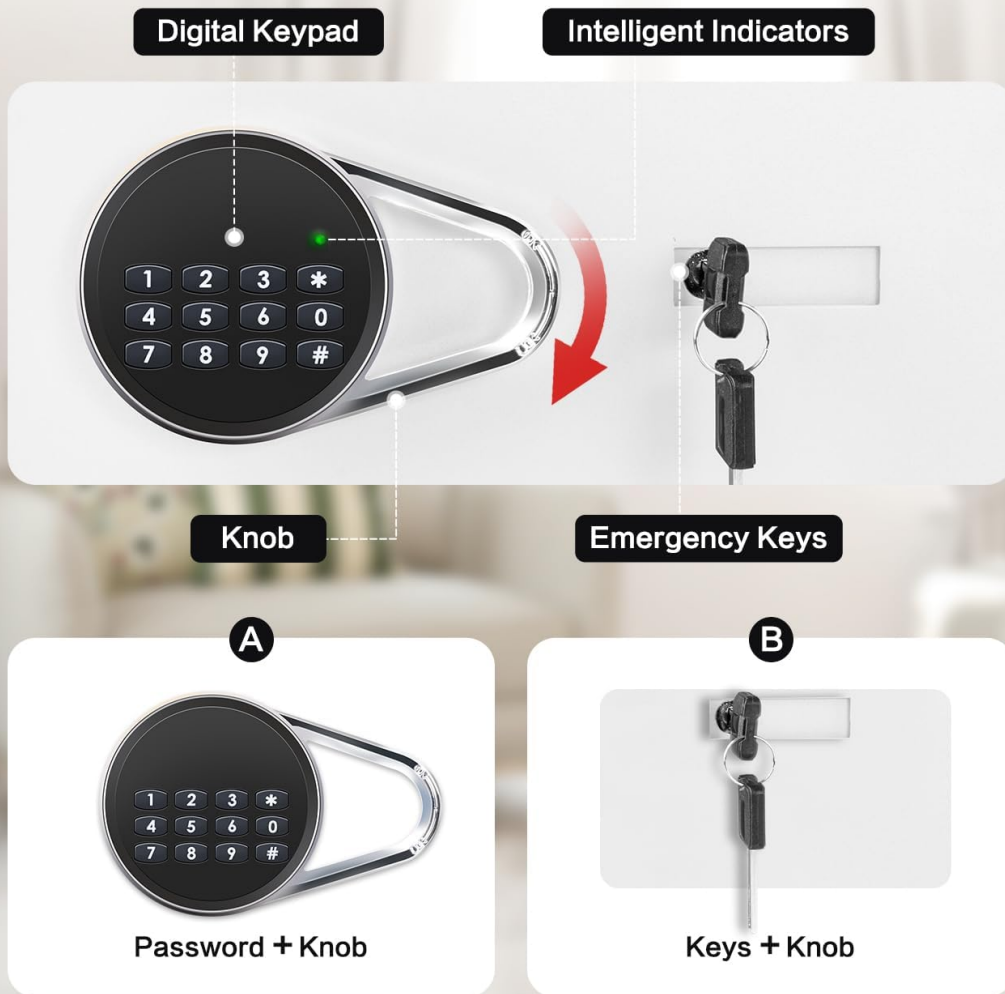 Digital Keypad
Intelligent Indicators
1 2 3 *
4 5 6 0
7 8 9 #
Knob
Emergency Keys
A
B
1 2 3 *
4 5 6 0
7 8 9 #
Password + Knob
Keys + Knob